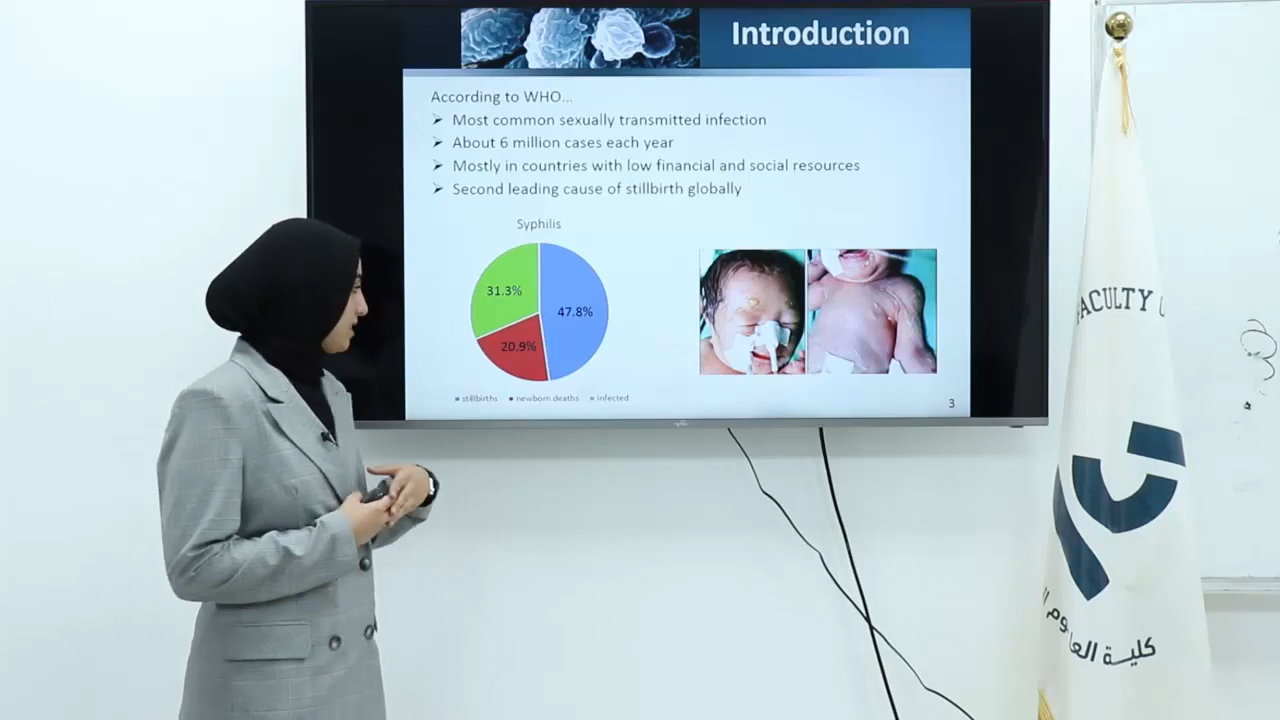 Introduction
According to WHO...
➢ Most common sexually transmitted infection
➢ About 6 million cases each year
➢ Mostly in countries with low financial and social resources
➢ Second leading cause of stillbirth globally
Syphilis
31.3%
47.8%
20.9%
stillbirths newborn deaths infected
3
FACULTY
كلية العلوم